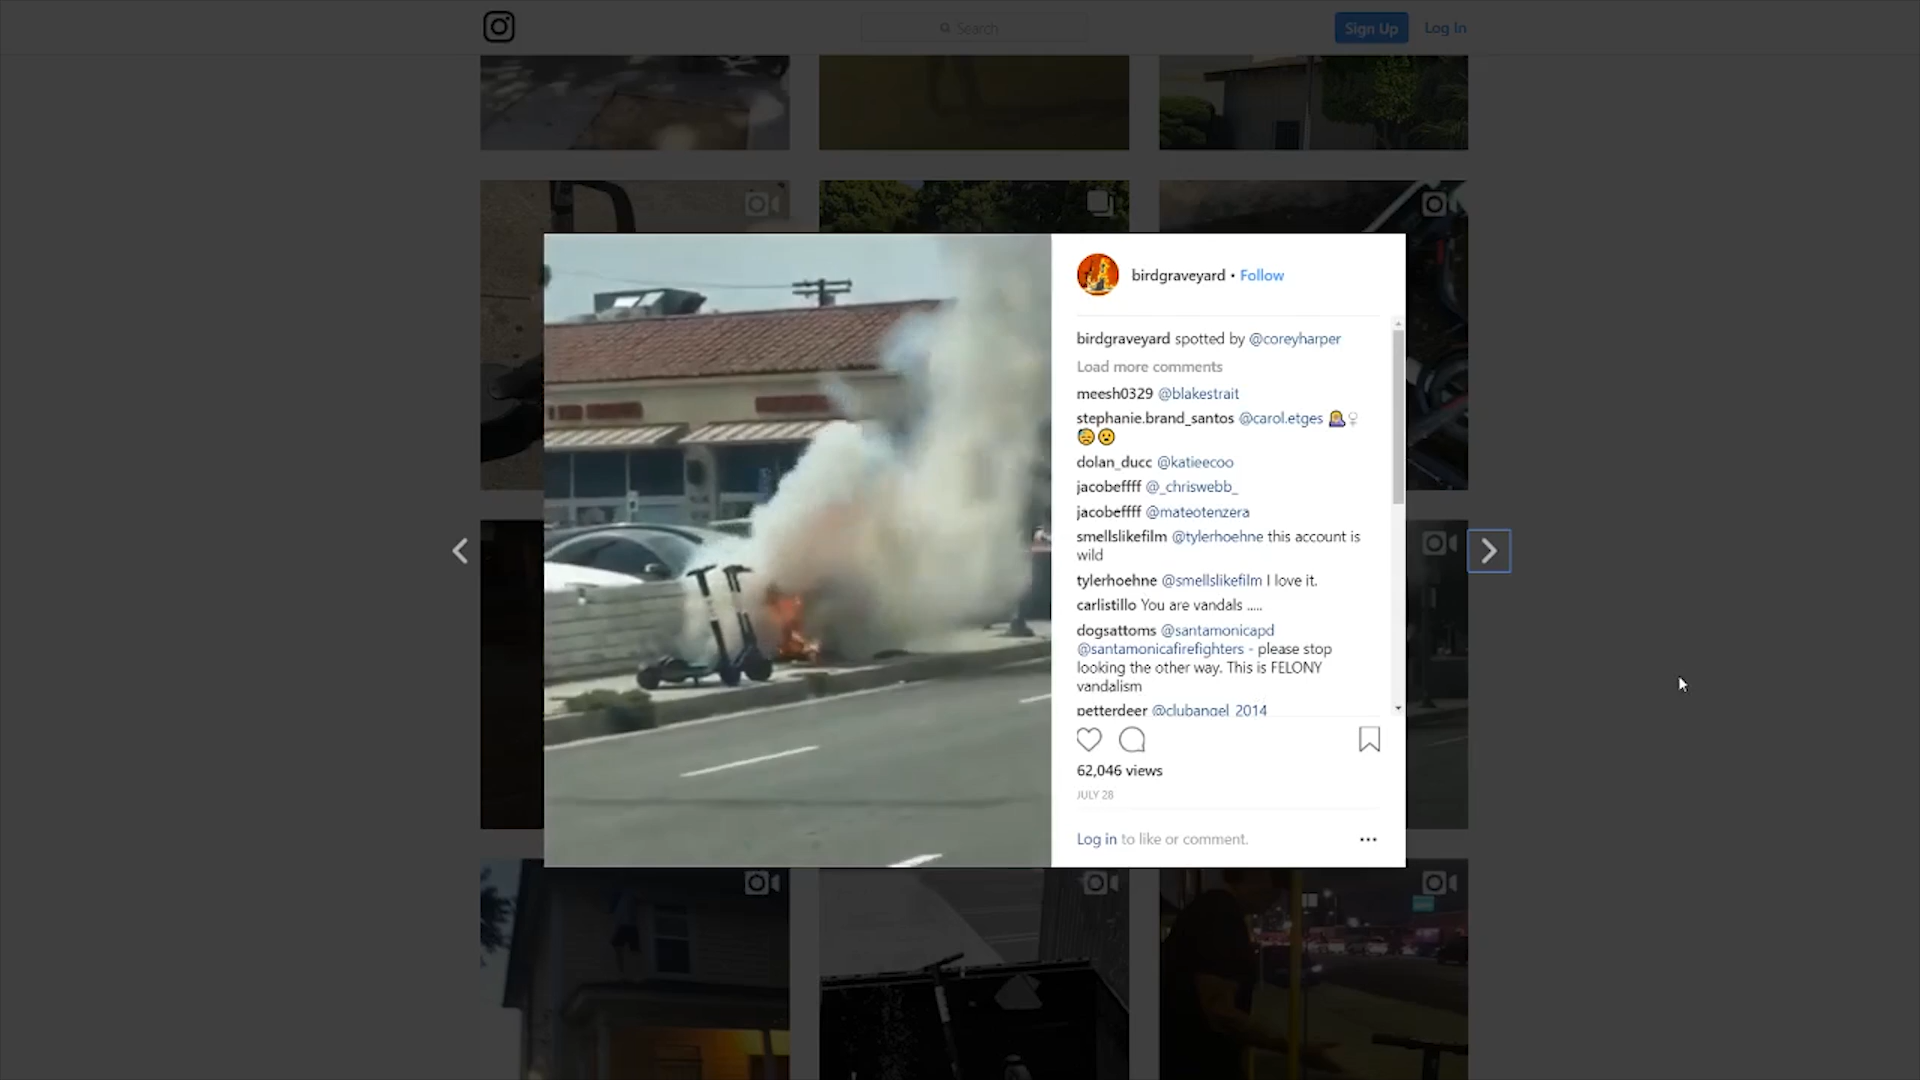 Search
Sign Up
Log In
birdgraveyard • Follow
birdgraveyard spotted by @coreyharper
Load more comments
meesh0329 @blakestrait
stephanie.brand_santos @carol.etges
dolan_ducc @katieecoo
jacobeffff @_chriswebb_
jacobeffff @mateotenzera
smellslikefilm @tylerhoehne this account is
wild
tylerhoehne @smellslikefilm I love it.
carlistillo You are vandals .....
dogsattoms @santamonicapd
@santamonicafirefighters - please stop
looking the other way. This is FELONY
vandalism
petterdeer @clubangel_2014
62,046 views
JULY 28
Log in to like or comment.